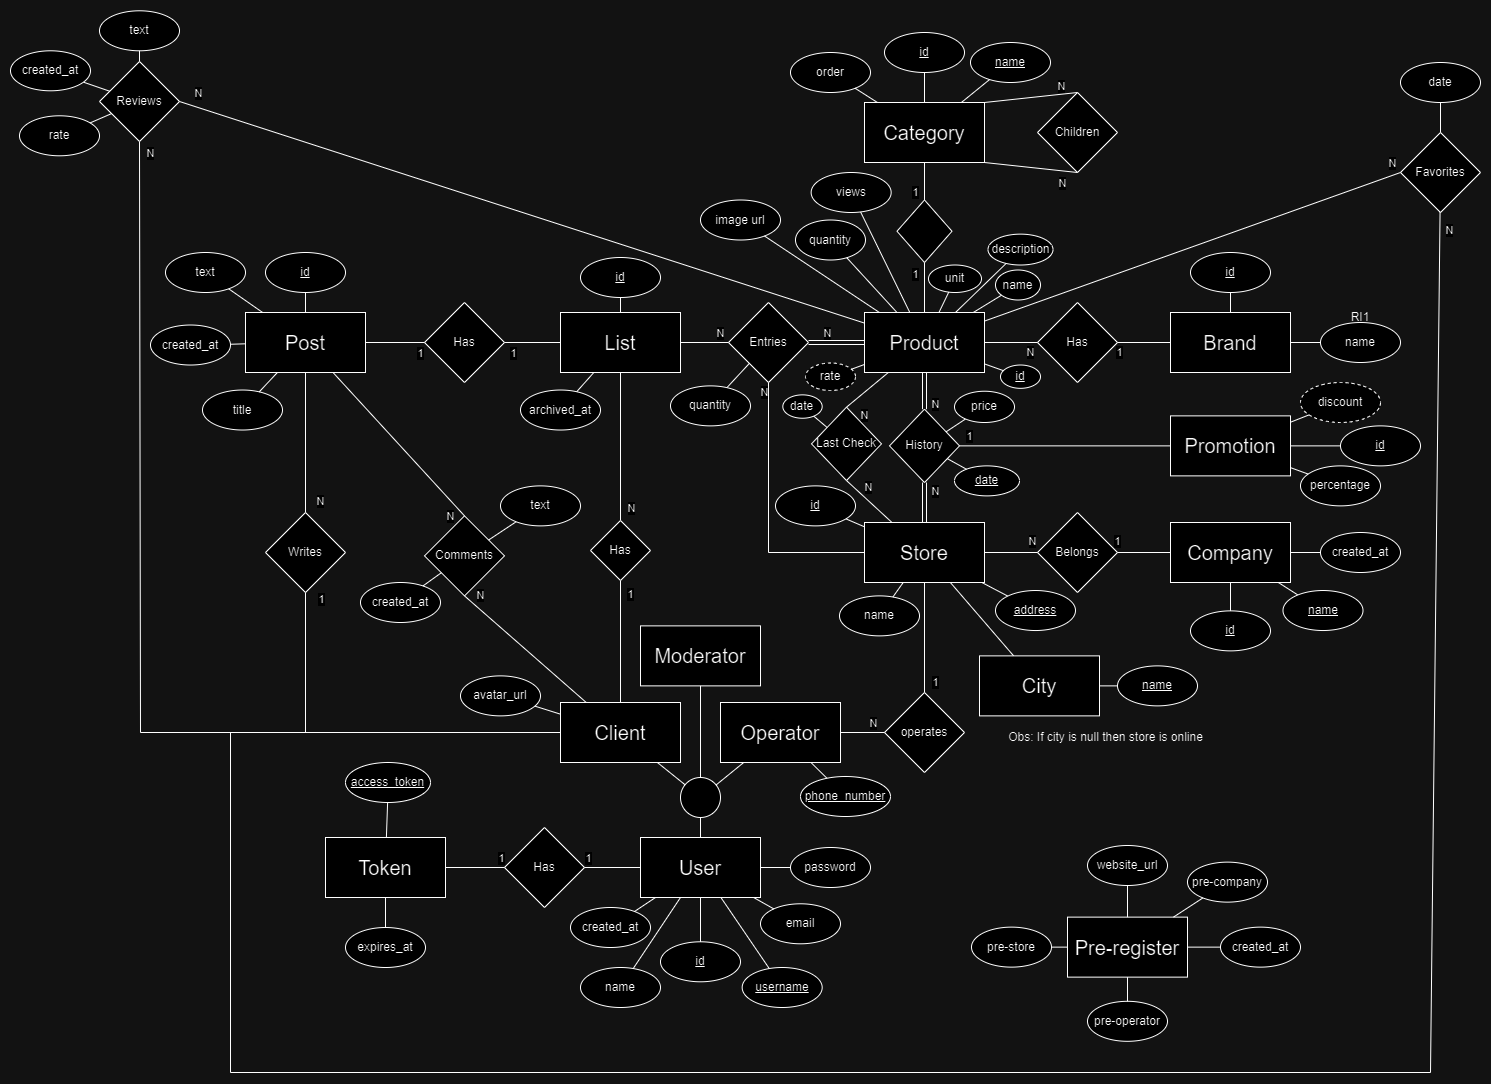 text
created_at
Reviews
rate
N
N
order
id
name
Category
N
Children
N
date
Favorites
N
N
1
1
image url
views
quantity
description
unit
name
text
id
created_at
Post
title
1
Has
1
id
List
archived_at
N
Entries
N
N
quantity
Product
rate
id
N
Has
1
id
Brand
RI1
name
date
Last Check
N
N
N
History
N
price
date
1
Promotion
discount
id
percentage
id
Store
name
address
N
Belongs
1
Company
created_at
id
name
N
Writes
1
N
Comments
N
text
created_at
N
Has
1
Moderator
City
name
Obs: If city is null then store is online
avatar_url
Client
Operator
N
operates
1
phone_number
access_token
Token
expires_at
1
Has
1
User
password
email
created_at
name
id
username
website_url
pre-company
pre-store
Pre-register
created_at
pre-operator